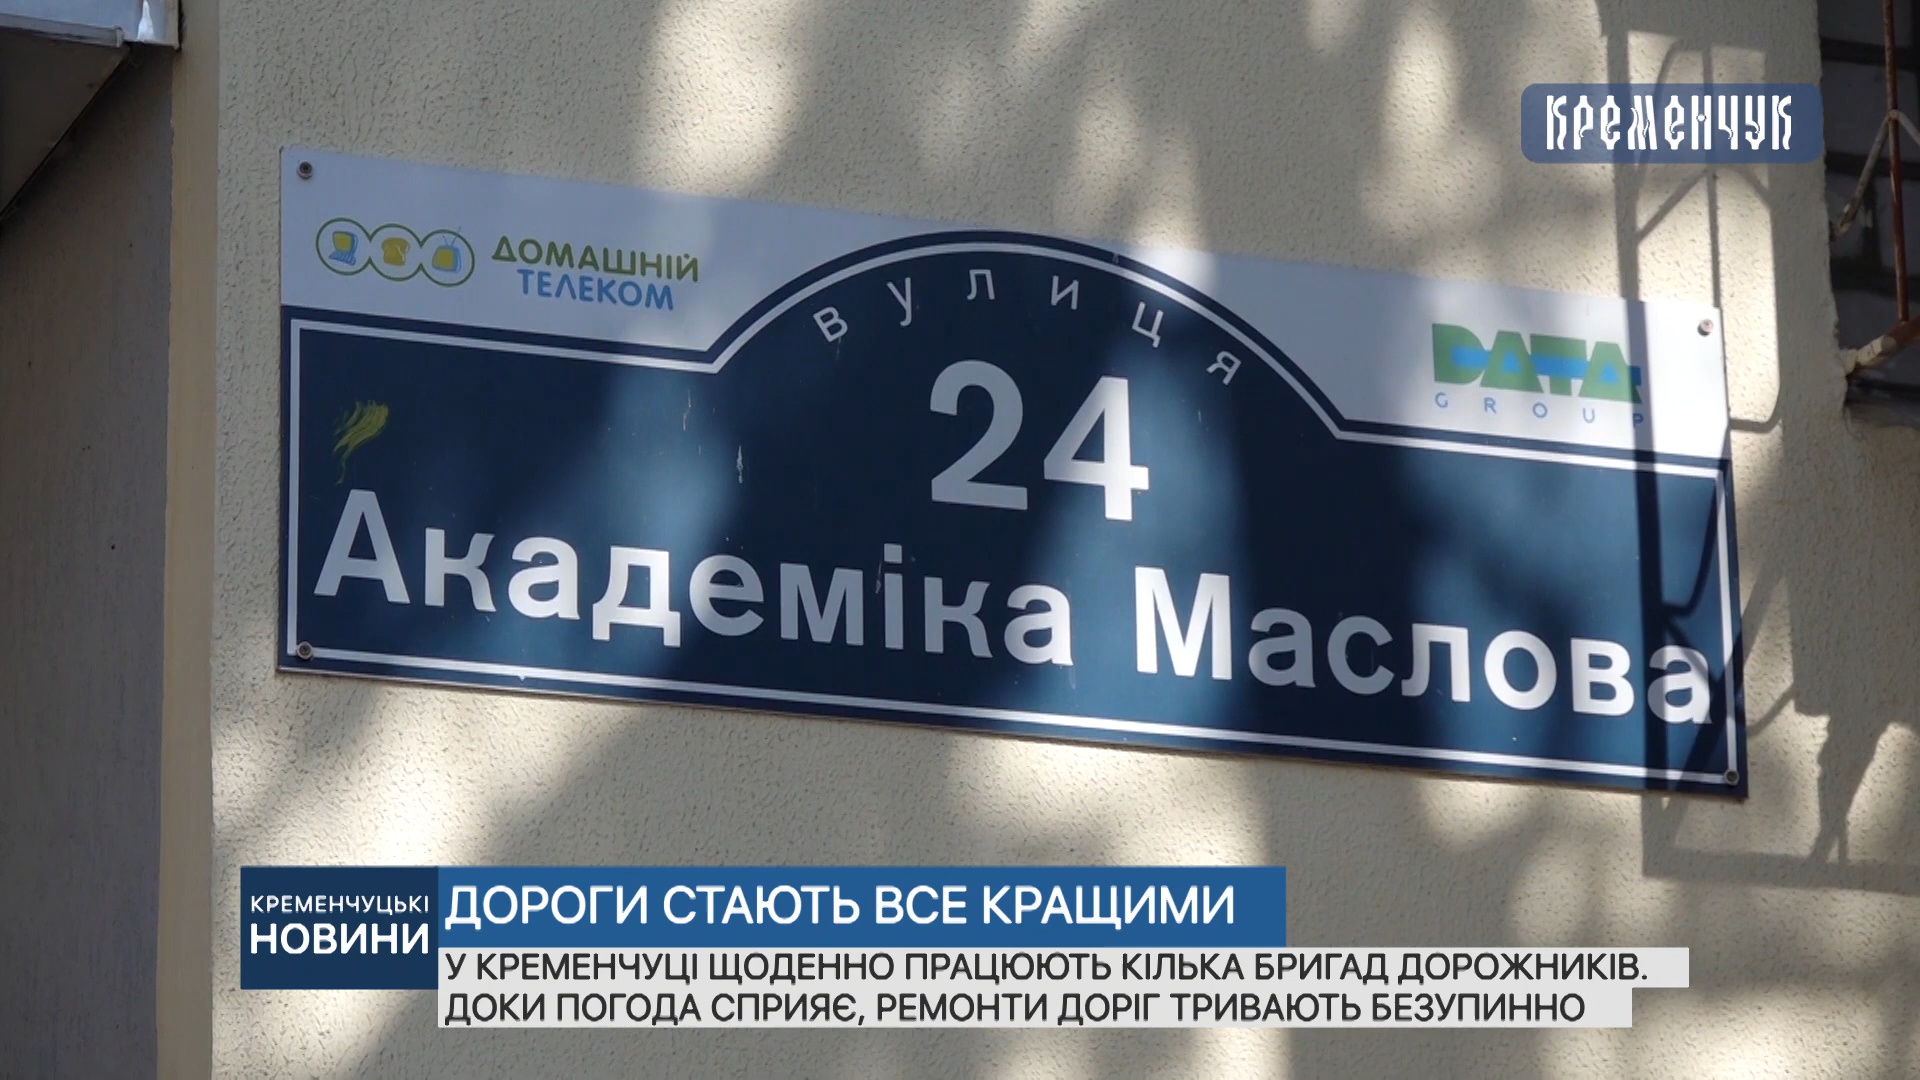 КРЕМЕНЧУК
ДОМАШНІЙ
ТЕЛЕКОМ
вулиця
DATA
GROUP
24
Академіка Маслова
КРЕМЕНЧУЦЬКІ
НОВИНИ
ДОРОГИ СТАЮТЬ ВСЕ КРАЩИМИ
У КРЕМЕНЧУЦІ ЩОДЕННО ПРАЦЮЮТЬ КІЛЬКА БРИГАД ДОРОЖНИКІВ.
ДОКИ ПОГОДА СПРИЯЄ, РЕМОНТИ ДОРІГ ТРИВАЮТЬ БЕЗУПИННО